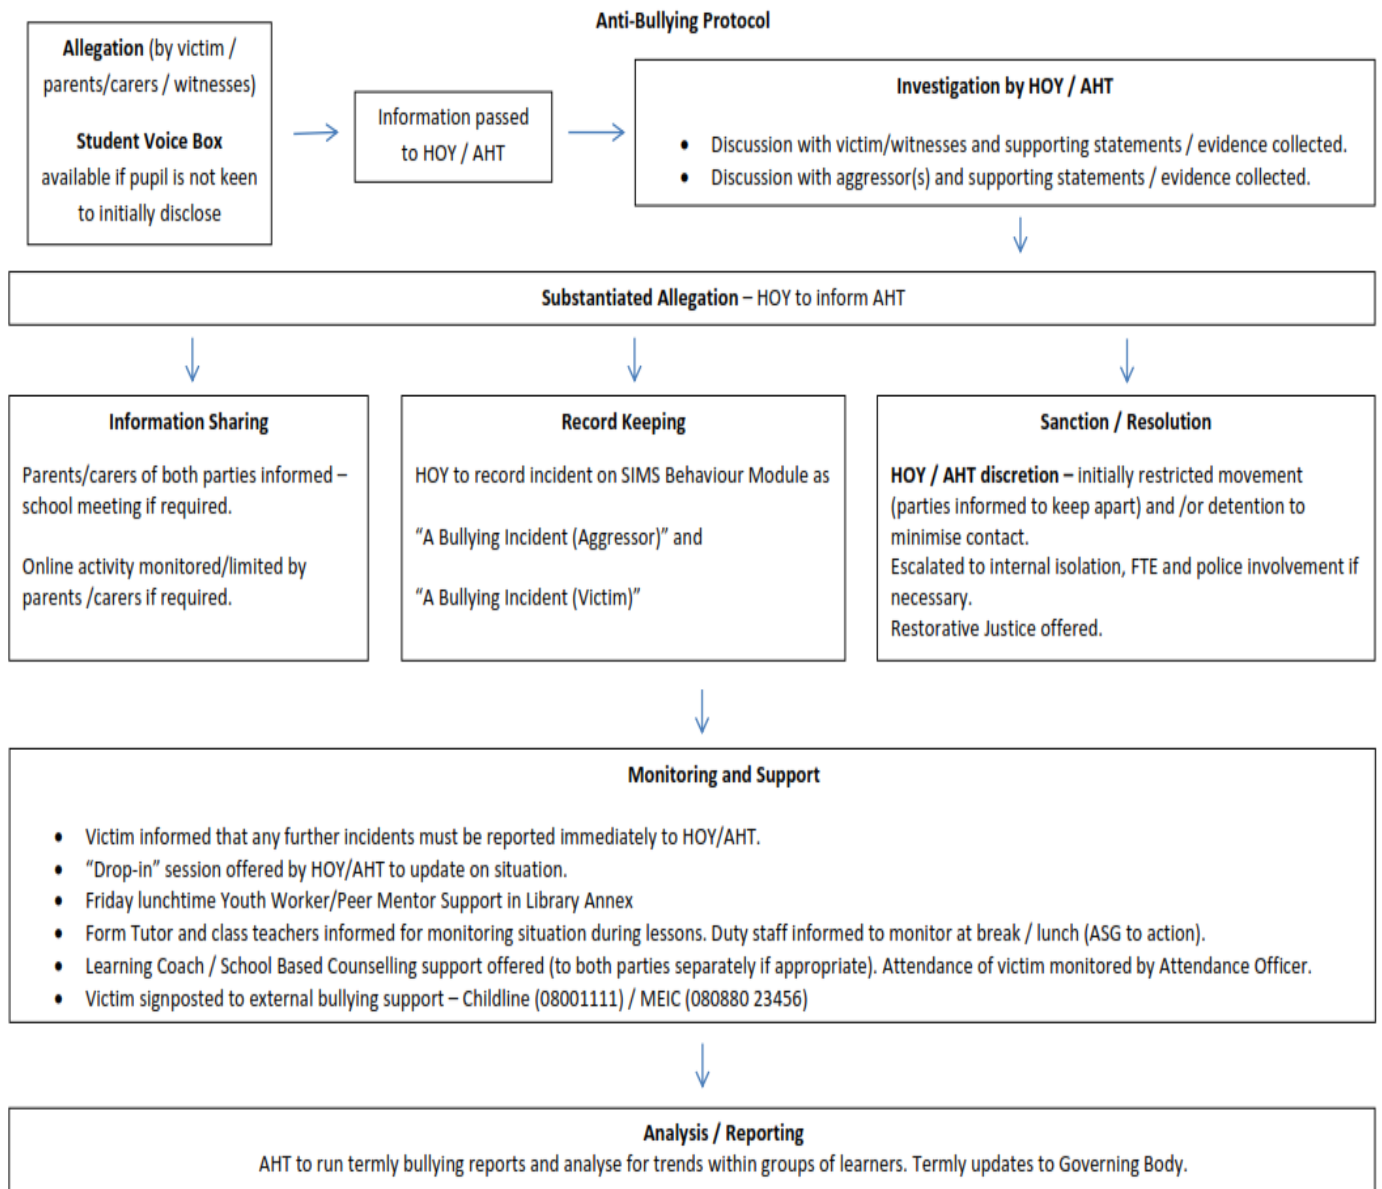 Anti-Bullying Protocol
Allegation (by victim /
parents/carers / witnesses)
Student Voice Box
available if pupil is not keen
to initially disclose
Information passed
to HOY / AHT
Investigation by HOY / AHT
• Discussion with victim/witnesses and supporting statements / evidence collected.
• Discussion with aggressor(s) and supporting statements / evidence collected.
Substantiated Allegation – HOY to inform AHT
Information Sharing
Parents/carers of both parties informed –
school meeting if required.
Online activity monitored/limited by
parents /carers if required.
Record Keeping
HOY to record incident on SIMS Behaviour Module as
“A Bullying Incident (Aggressor)” and
“A Bullying Incident (Victim)”
Sanction / Resolution
HOY / AHT discretion – initially restricted movement
(parties informed to keep apart) and /or detention to
minimise contact.
Escalated to internal isolation, FTE and police involvement if
necessary.
Restorative Justice offered.
Monitoring and Support
• Victim informed that any further incidents must be reported immediately to HOY/AHT.
• “Drop-in” session offered by HOY/AHT to update on situation.
• Friday lunchtime Youth Worker/Peer Mentor Support in Library Annex
• Form Tutor and class teachers informed for monitoring situation during lessons. Duty staff informed to monitor at break / lunch (ASG to action).
• Learning Coach / School Based Counselling support offered (to both parties separately if appropriate). Attendance of victim monitored by Attendance Officer.
• Victim signposted to external bullying support – Childline (08001111) / MEIC (080880 23456)
Analysis / Reporting
AHT to run termly bullying reports and analyse for trends within groups of learners. Termly updates to Governing Body.